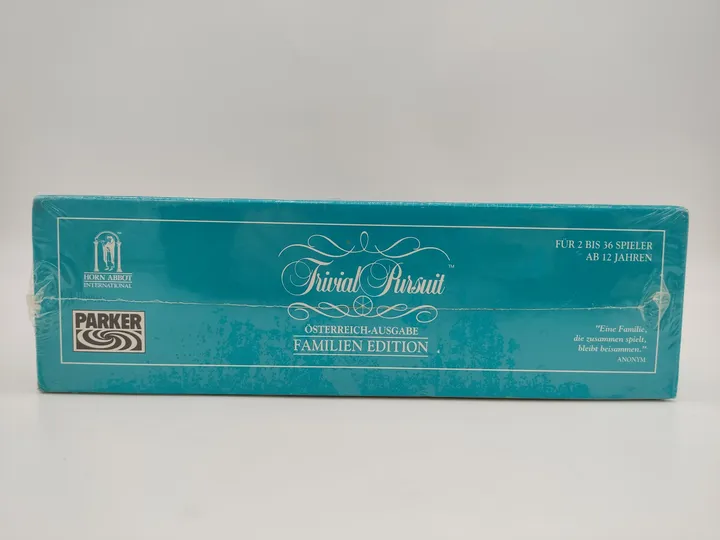 HORN ABBOT
INTERNATIONAL
PARKER
Trivial Pursuit™
ÖSTERREICH-AUSGABE
FAMILIEN EDITION
FÜR 2 BIS 36 SPIELER
AB 12 JAHREN
"Eine Familie,
die zusammen spielt,
bleibt beisammen."
ANONYM